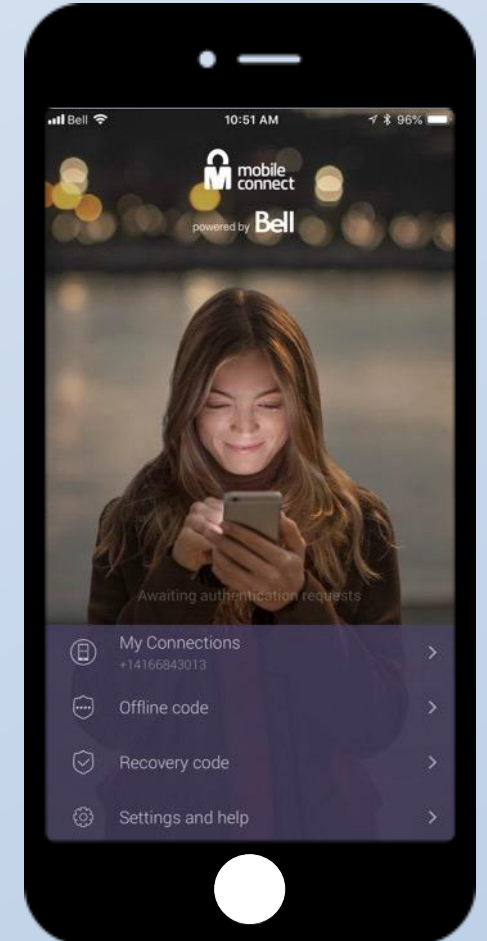 Bell 10:51 AM 96%
mobile
connect
powered by Bell
Awaiting authentication requests
My Connections
+14166843013
Offline code
Recovery code
Settings and help